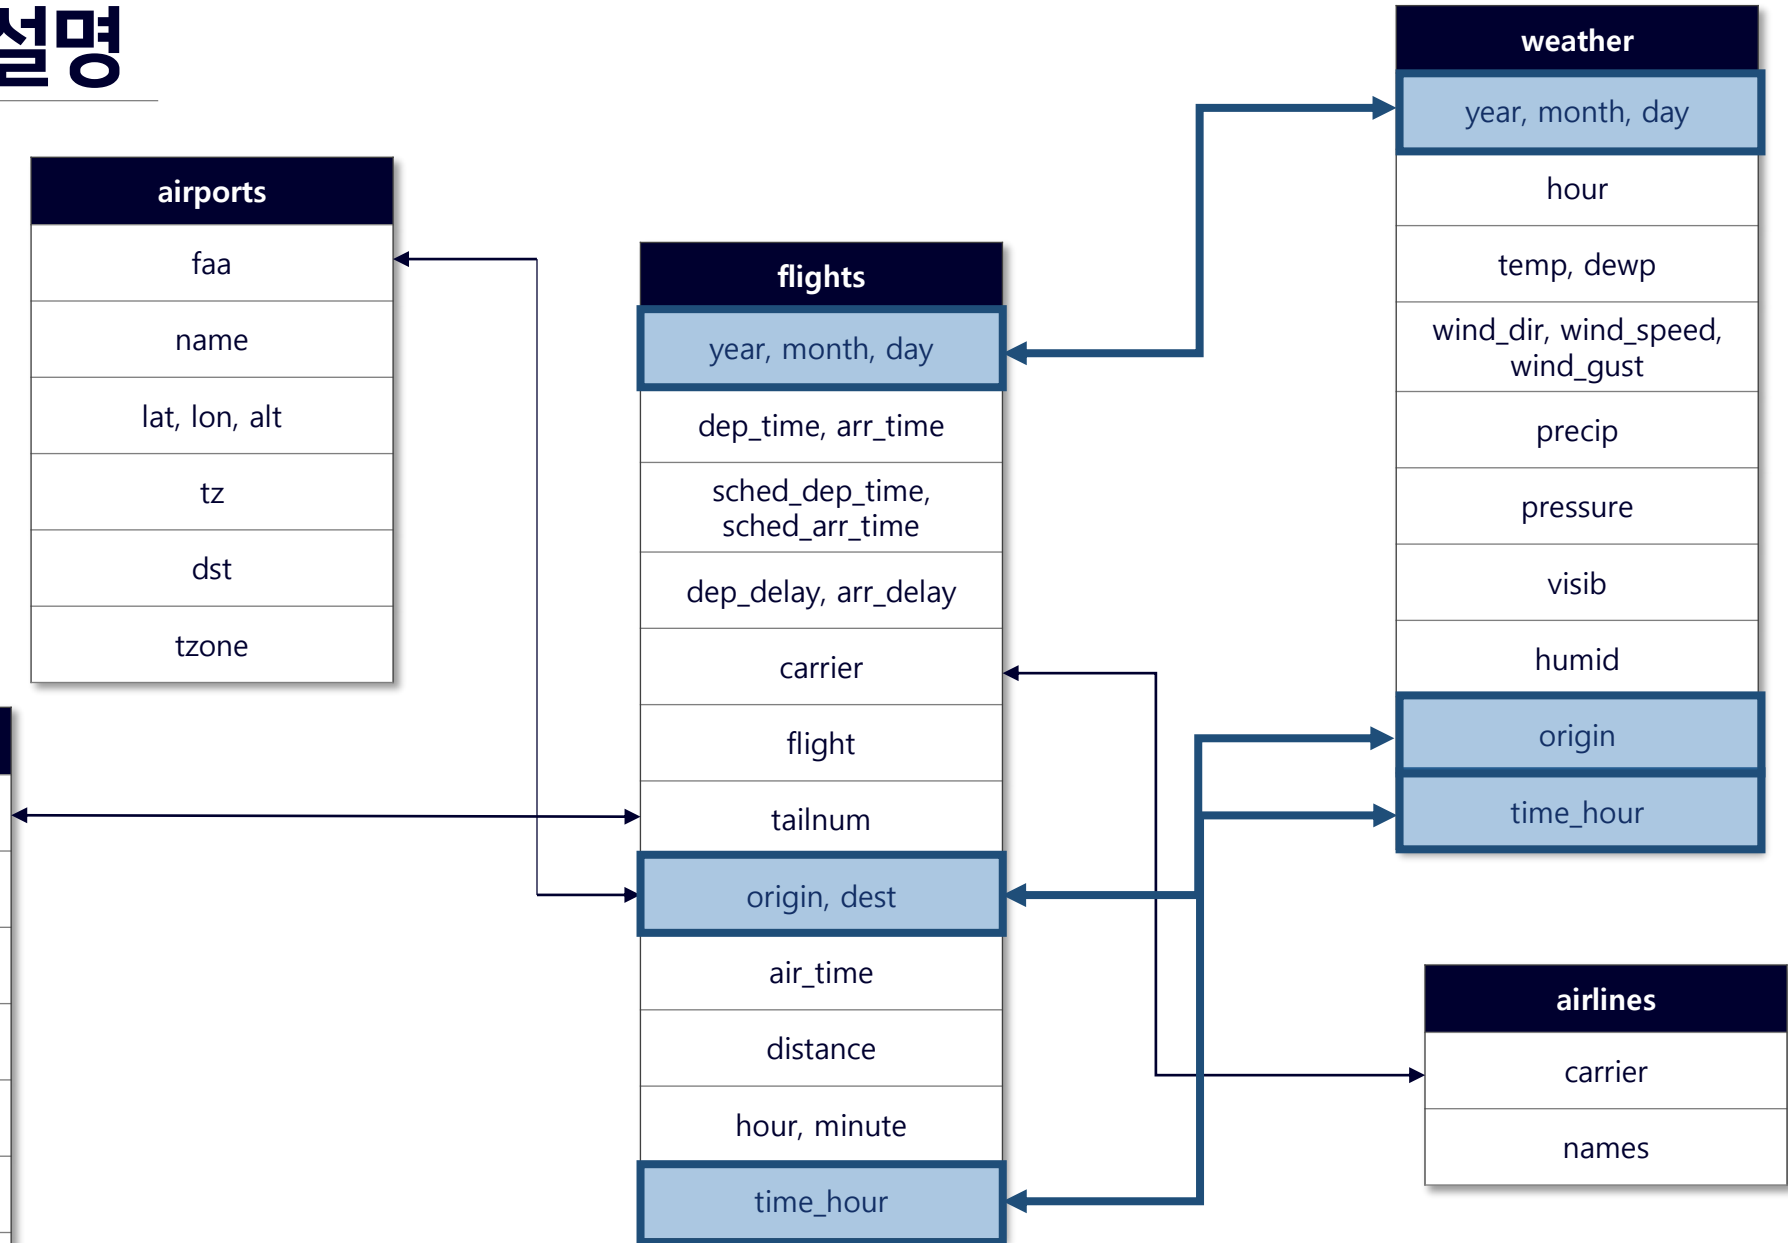 설명
airports
faa
name
lat, lon, alt
tz
dst
tzone
flights
year, month, day
dep_time, arr_time
sched_dep_time,
sched_arr_time
dep_delay, arr_delay
carrier
flight
tailnum
origin, dest
air_time
distance
hour, minute
time_hour
weather
year, month, day
hour
temp, dewp
wind_dir, wind_speed,
wind_gust
precip
pressure
visib
humid
origin
time_hour
airlines
carrier
names